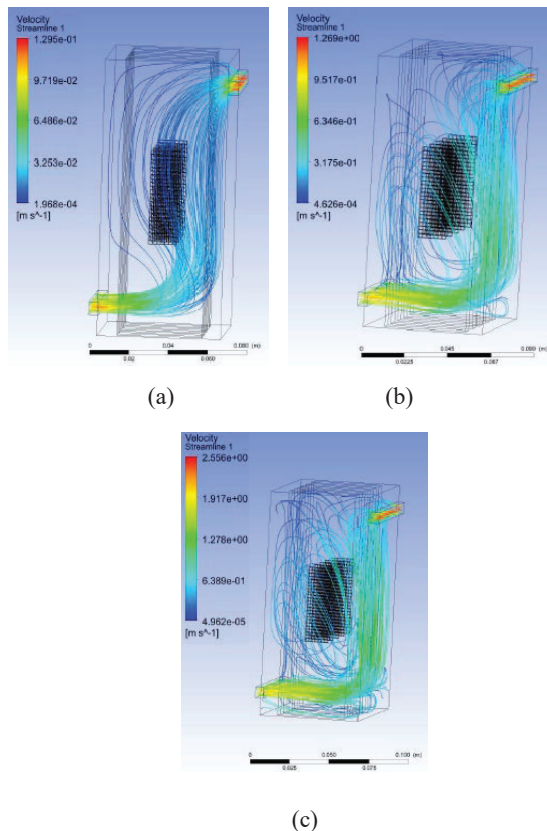 Velocity
Streamline 1
1.295e-01
9.719e-02
6.486e-02
3.253e-02
1.968e-04
[m s^-1]
0 0.04 0.080 (m)
0.02 0.060
(a)
Velocity
Streamline 1
1.269e+00
9.517e-01
6.346e-01
3.175e-01
4.626e-04
[m s^-1]
0 0.045 0.090 (m)
0.0225 0.067
(b)
Velocity
Streamline 1
2.556e+00
1.917e+00
1.278e+00
6.389e-01
4.962e-05
[m s^-1]
0 0.050 0.100 (m)
0.025 0.075
(c)